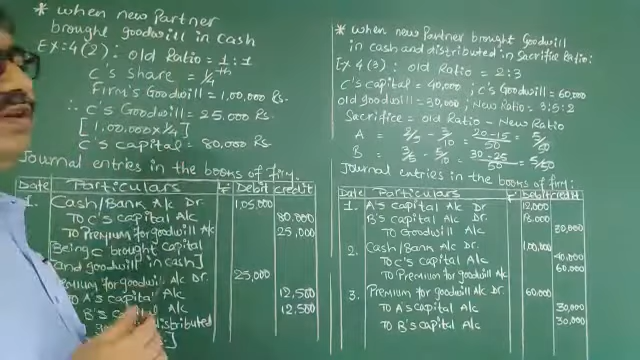 * when new Partner
brought goodwill in cash
Ex:4(2): old Ratio = 1:1
C's share = 1/4th
Firm's Goodwill = 1,00,000 Rs.
∴ C's Goodwill = 25,000 Rs.
[1,00,000×1/4]
C's capital = 80,000 Rs.
Journal entries in the books of firm.
Date Particulars Debit Credit
1. Cash/Bank A/c Dr. 1,05,000
To C's capital A/c 80,000
To Premium for goodwill A/c 25,000
[Being C brought capital
and goodwill in cash]
Premium for goodwill A/c Dr. 25,000
To A's capital A/c 12,500
B's capital A/c 12,500
distributed
* when new Partner brought Goodwill
in cash and distributed in Sacrifice Ratio:
Ex 4(3): old Ratio = 2:3
C's capital = 40,000; C's Goodwill = 60,000
old goodwill = 30,000; New Ratio = 3:5:2
Sacrifice = old Ratio - New Ratio
A = 2/5 - 3/10 = 20-15/50 = 5/50
B = 3/5 - 5/10 = 30-25/50 = 5/50
Journal entries in the books of firm:
Date Particulars Debit Credit
1. A's capital A/c Dr 12,000
B's capital A/c Dr 18,000
To Goodwill A/c 30,000
2. Cash/Bank A/c Dr. 1,00,000
To C's capital A/c 40,000
To Premium for goodwill A/c 60,000
3. Premium for goodwill A/c Dr. 60,000
To A's capital A/c 30,000
To B's capital A/c 30,000